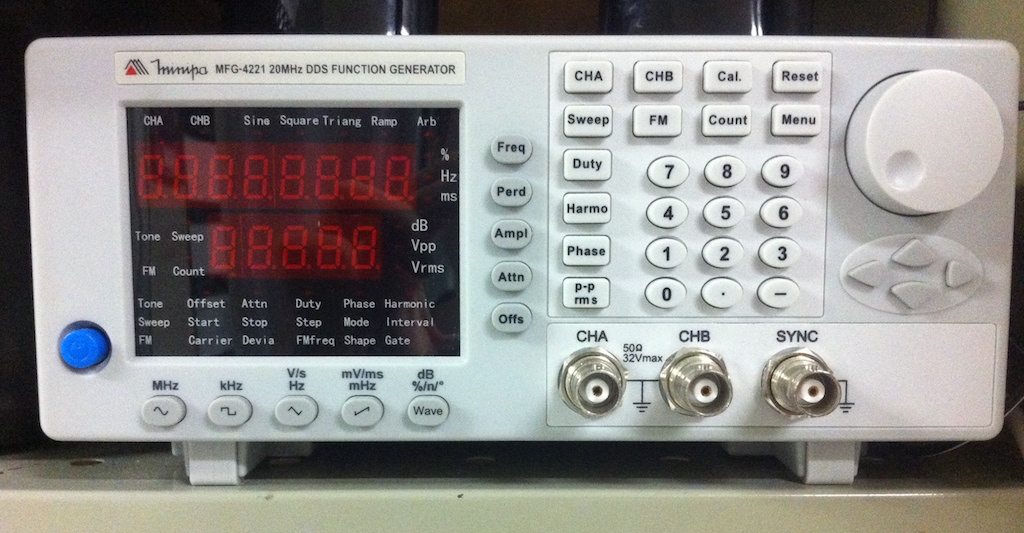 Minipa MFG-4221 20MHz DDS FUNCTION GENERATOR
CHA CHB Sine Square Triang Ramp Arb
%
Hz
ms
dB
Vpp
Vrms
Tone Sweep
FM Count
Tone Offset Attn Duty Phase Harmonic
Sweep Start Stop Step Mode Interval
FM Carrier Devia FMfreq Shape Gate
MHz kHz V/s Hz mV/ms mHz dB %/n/°
Wave
Freq
Perd
Ampl
Attn
Offs
CHA CHB Cal. Reset
Sweep FM Count Menu
Duty 7 8 9
Harmo 4 5 6
Phase 1 2 3
p-p rms 0 . −
CHA CHB SYNC
50Ω
32Vmax